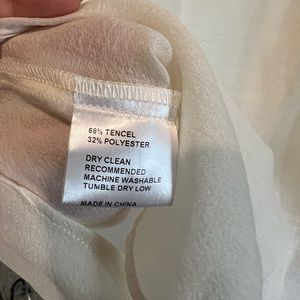 68% TENCEL
32% POLYESTER
DRY CLEAN
RECOMMENDED
MACHINE WASHABLE
TUMBLE DRY LOW
MADE IN CHINA